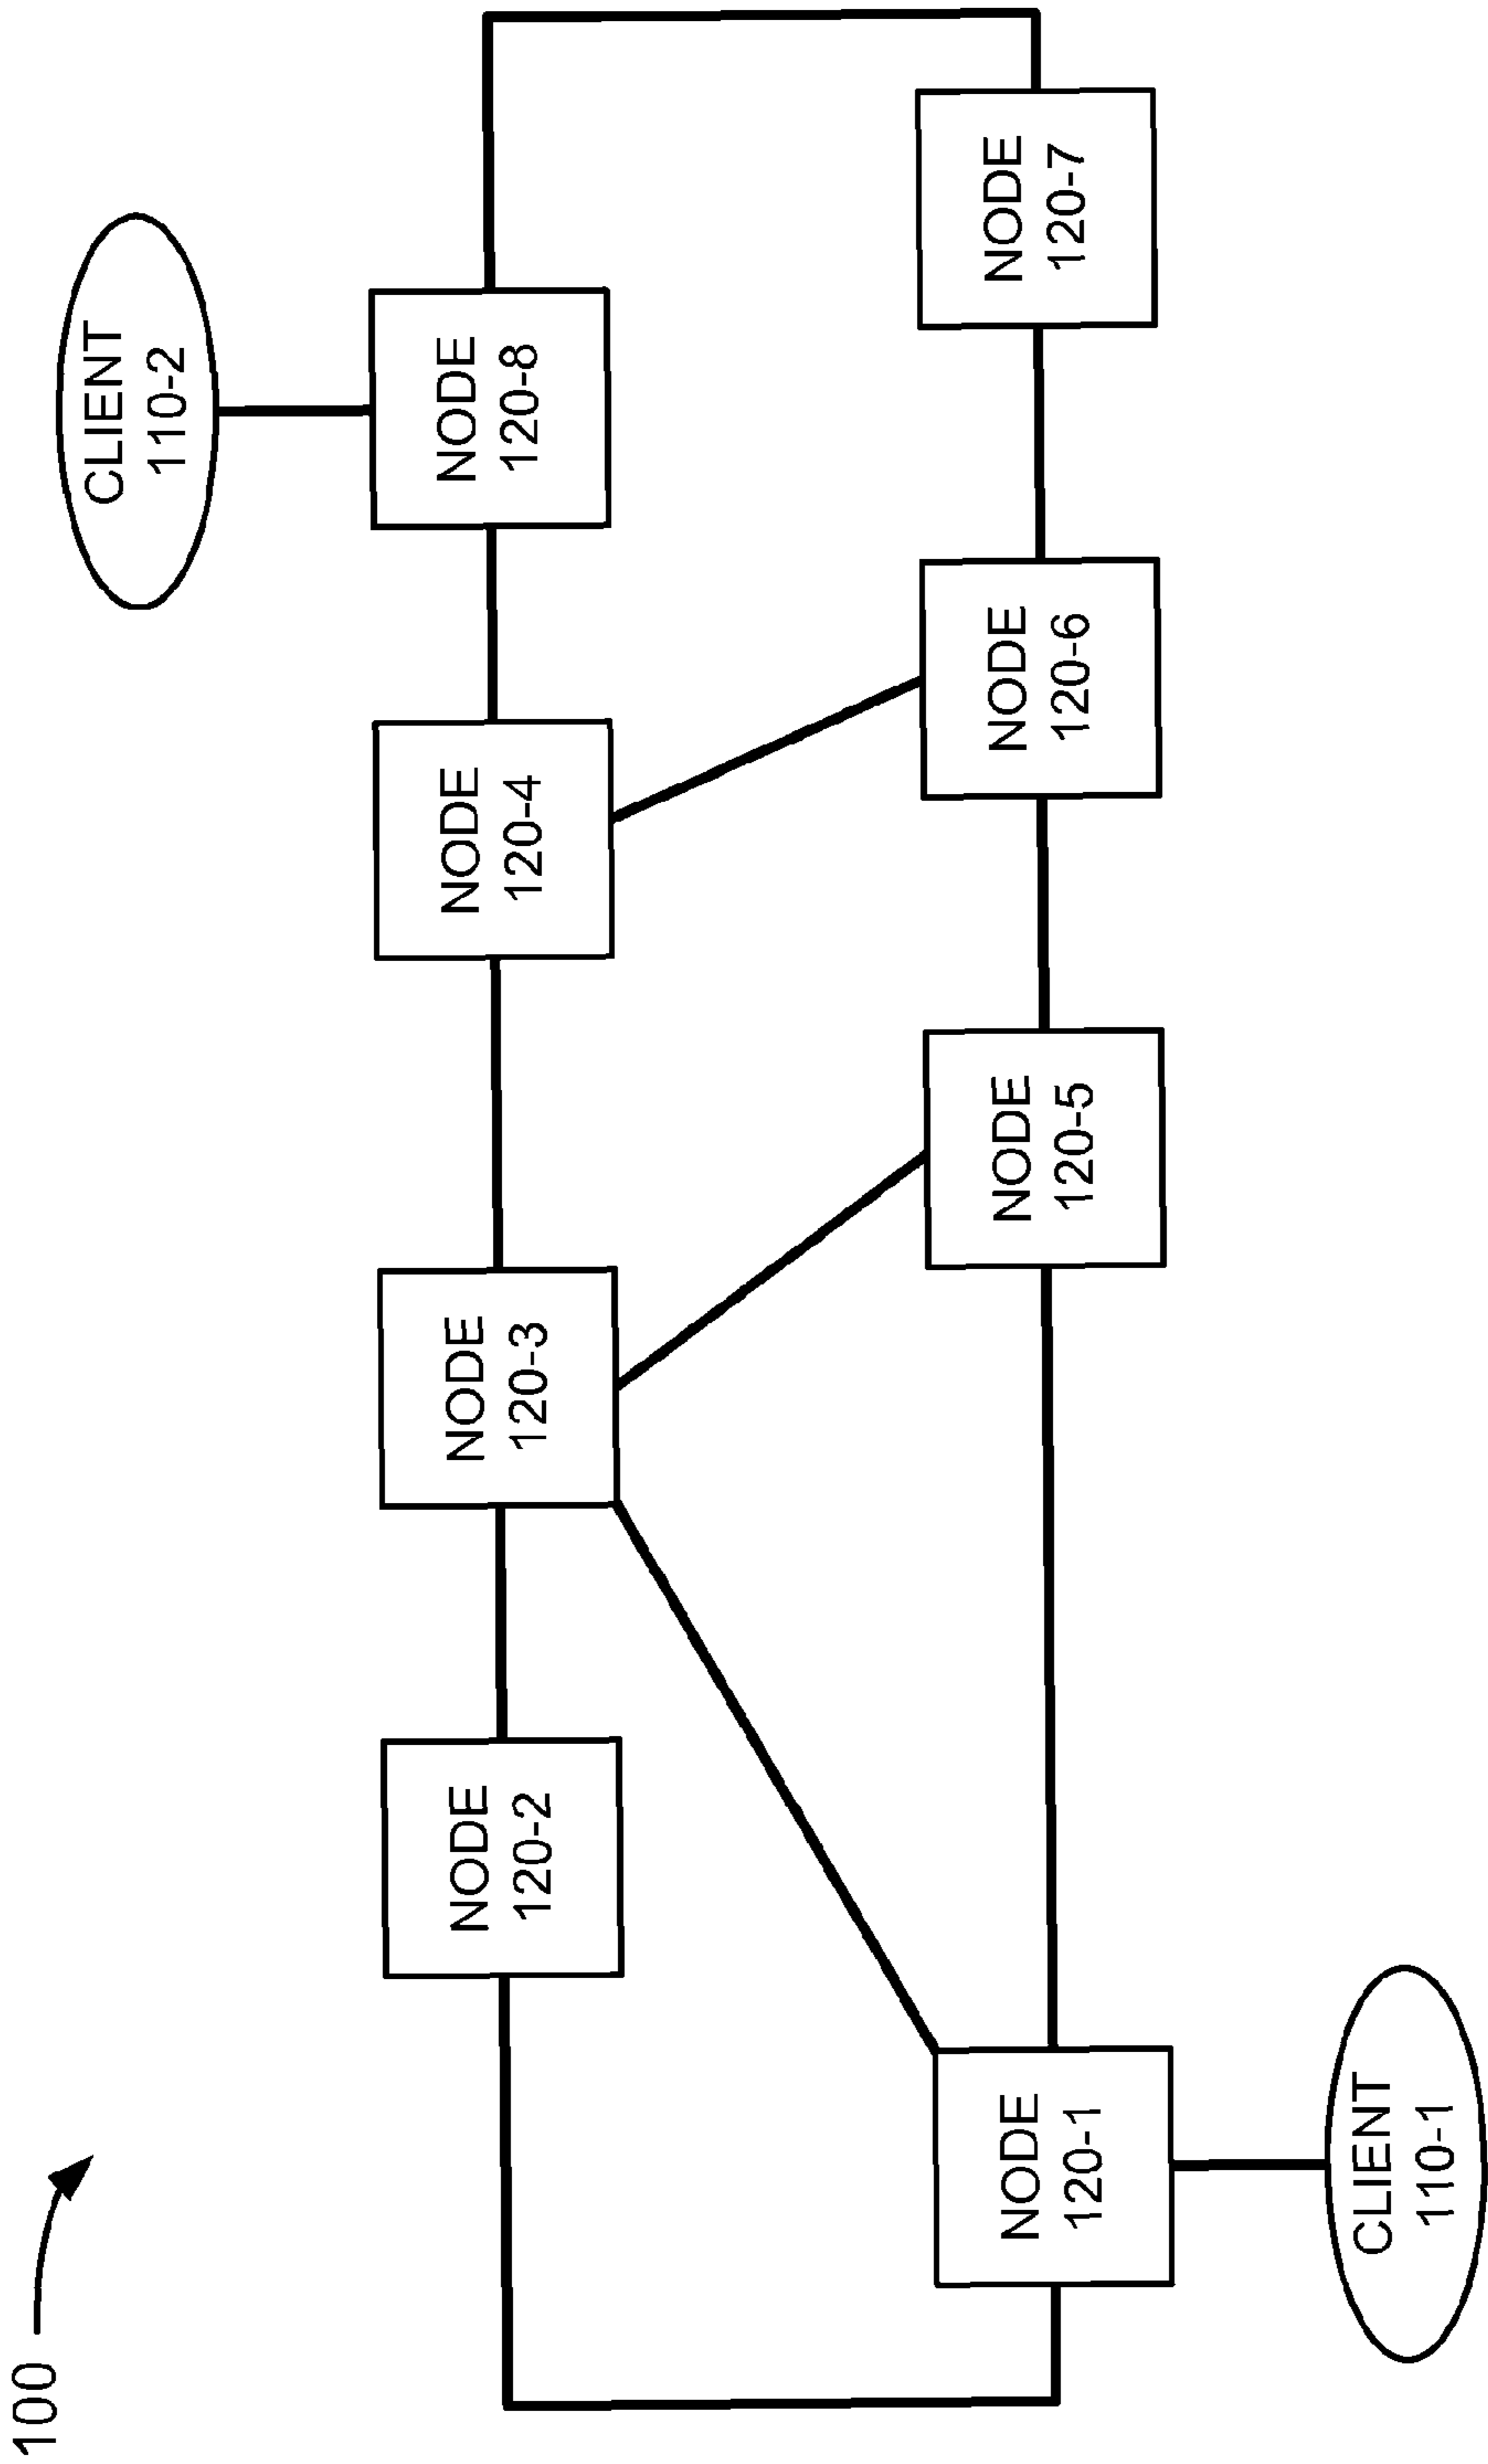 100
CLIENT
110-2
NODE
120-2
NODE
120-3
NODE
120-4
NODE
120-8
NODE
120-1
NODE
120-5
NODE
120-6
NODE
120-7
CLIENT
110-1